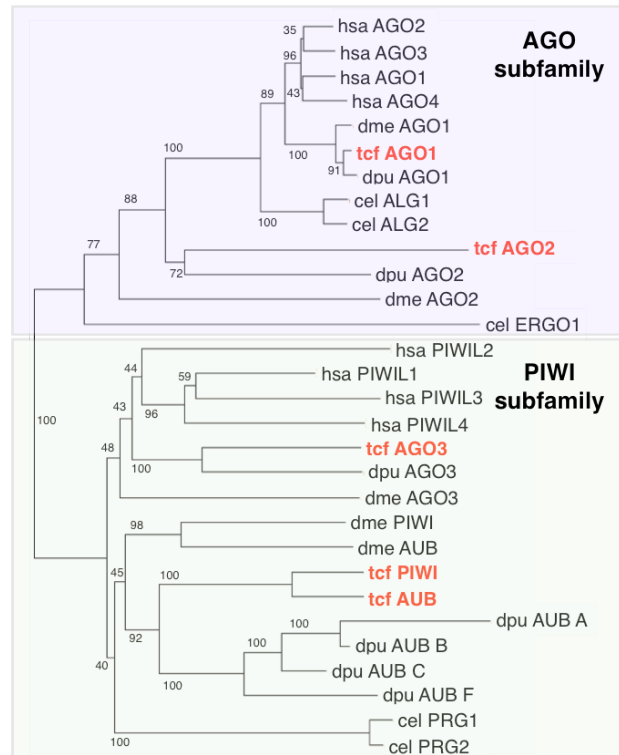 AGO
subfamily
35
hsa AGO2
96
hsa AGO3
hsa AGO1
43
hsa AGO4
89
dme AGO1
100
tcf AGO1
91
dpu AGO1
100
cel ALG1
100
cel ALG2
88
tcf AGO2
77
72
dpu AGO2
dme AGO2
cel ERGO1
PIWI
subfamily
hsa PIWIL2
44
59
hsa PIWIL1
hsa PIWIL3
43
96
hsa PIWIL4
100
48
tcf AGO3
100
dpu AGO3
dme AGO3
98
dme PIWI
dme AUB
45
100
tcf PIWI
tcf AUB
92
100
dpu AUB A
100
dpu AUB B
40
dpu AUB C
100
dpu AUB F
cel PRG1
100
cel PRG2